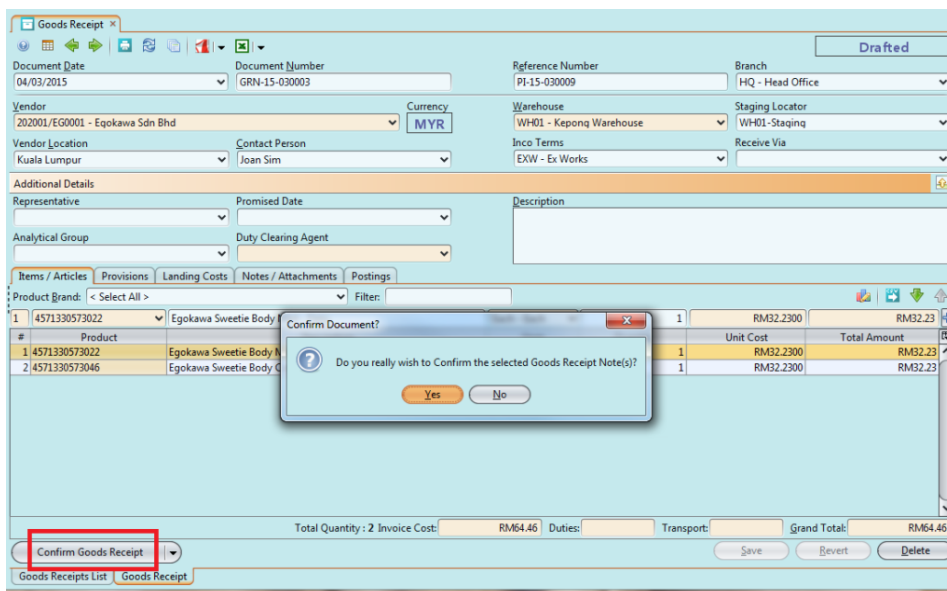 Goods Receipt ×
Drafted
Document Date Document Number Reference Number Branch
04/03/2015 GRN-15-030003 PI-15-030009 HQ - Head Office
Vendor Currency Warehouse Staging Locator
202001/EG0001 - Egokawa Sdn Bhd MYR WH01 - Kepong Warehouse WH01-Staging
Vendor Location Contact Person Inco Terms Receive Via
Kuala Lumpur Joan Sim EXW - Ex Works
Additional Details
Representative Promised Date Description
Analytical Group Duty Clearing Agent
Items / Articles Provisions Landing Costs Notes / Attachments Postings
Product Brand: < Select All > Filter:
1 4571330573022 Egokawa Sweetie Body 1 RM32.2300 RM32.23
# Product Unit Cost Total Amount
1 4571330573022 Egokawa Sweetie Body 1 RM32.2300 RM32.23
2 4571330573046 Egokawa Sweetie Body 1 RM32.2300 RM32.23
Confirm Document?
Do you really wish to Confirm the selected Goods Receipt Note(s)?
Yes No
Total Quantity : 2 Invoice Cost: RM64.46 Duties: Transport: Grand Total: RM64.46
Confirm Goods Receipt Save Revert Delete
Goods Receipts List Goods Receipt